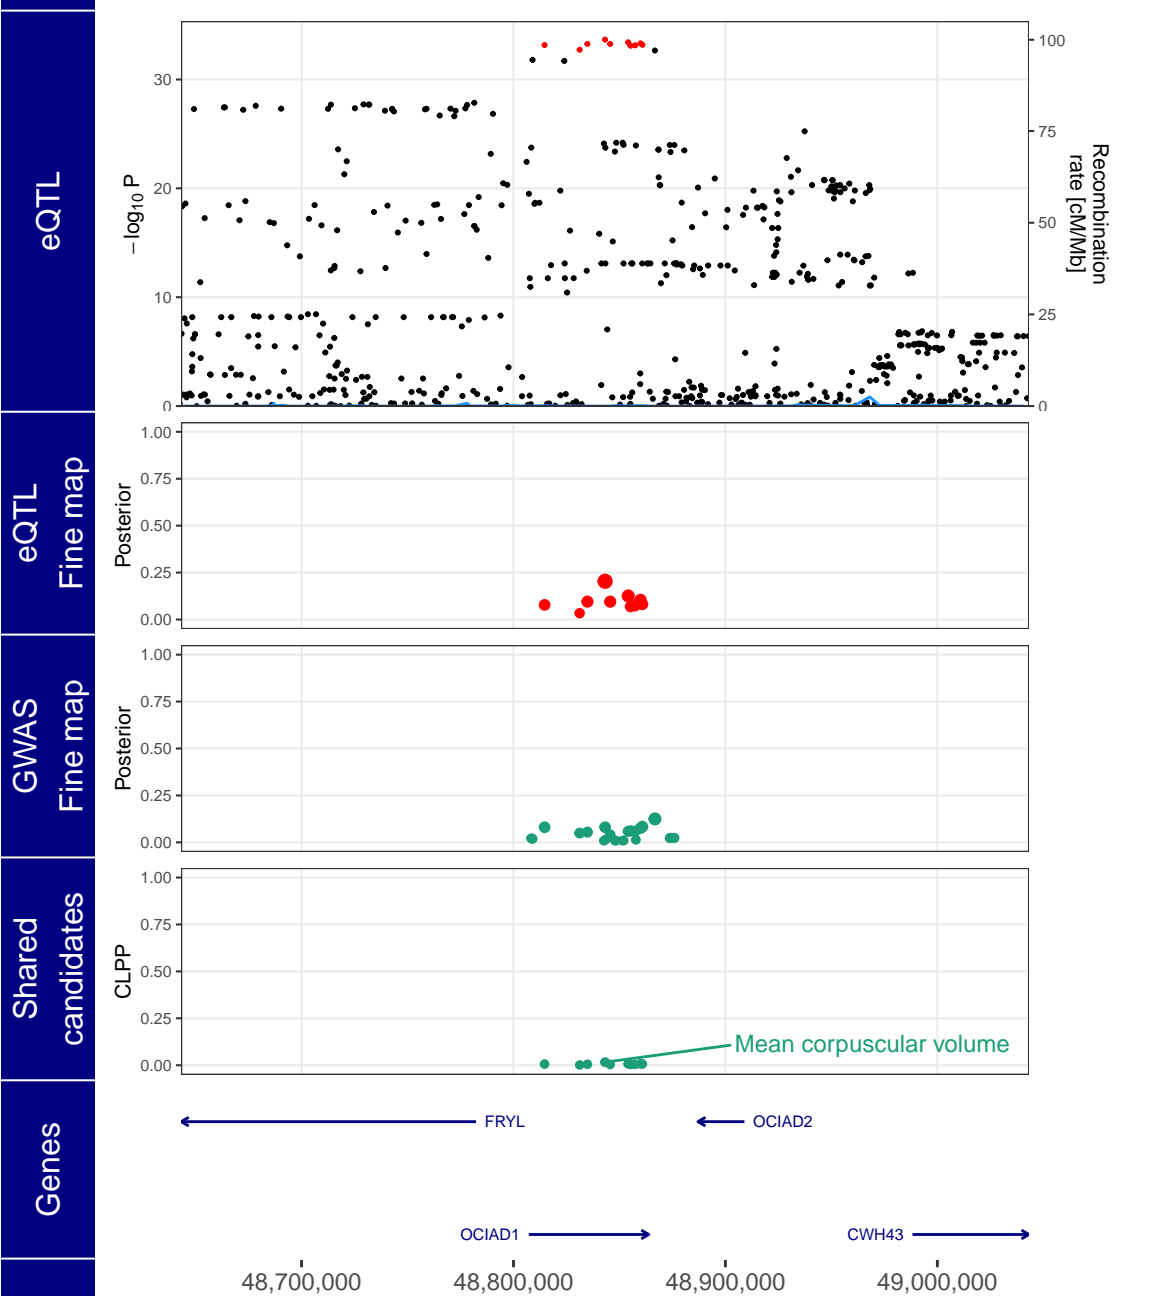 eQTL
− log10 P
30
20
10
0
100
75
50
25
0
Recombination
rate [cM/Mb]
eQTL
Fine map
Posterior
1.00
0.75
0.50
0.25
0.00
GWAS
Fine map
Posterior
1.00
0.75
0.50
0.25
0.00
Shared
candidates
CLPP
1.00
0.75
0.50
0.25
0.00
Mean corpuscular volume
Genes
FRYL
OCIAD2
OCIAD1
CWH43
48,700,000
48,800,000
48,900,000
49,000,000